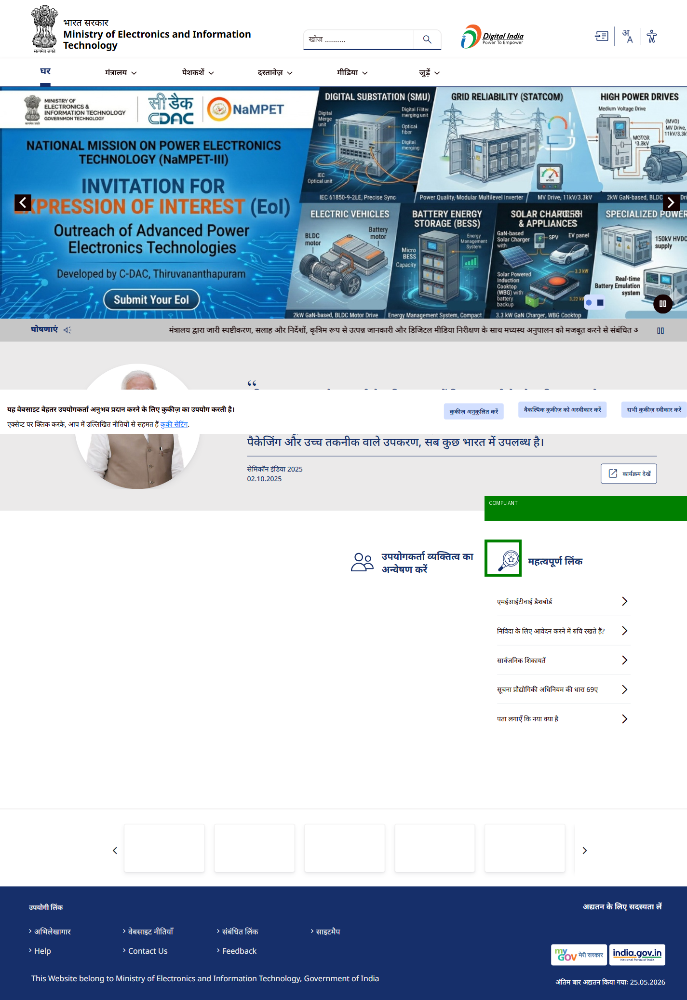 भारत सरकार
Ministry of Electronics and Information
Technology
सत्यमेव जयते
खोज ..........
Digital India
Power To Empower
घर
मंत्रालय
पेशकशें
दस्तावेज़
मीडिया
जुड़ें
MINISTRY OF
ELECTRONICS &
INFORMATION TECHNOLOGY
GOVERNMON TECHNOLOGY
सी डैक
CDAC
NaMPET
NATIONAL MISSION ON POWER ELECTRONICS
TECHNOLOGY (NaMPET-III)
INVITATION FOR
XPRESSION OF INTEREST (EoI)
Outreach of Advanced Power
Electronics Technologies
Developed by C-DAC, Thiruvananthapuram
Submit Your EoI
DIGITAL SUBSTATION (SMU)
Digital
Merge
unit
Digital Fillter
merging unit
Optical
fiber
Digital
merging
IEC
Optical unit
IEC 61850-9-2LE, Precise Sync
GRID RELIABILITY (STATCOM)
Power Quality, Modular Multilevel inverter
MV Drive, 11kV/3.3kV
HIGH POWER DRIVES
Medium Voltage Drive
(MVO)
MV Drive,
11kV/3.3k
MOTOR
'3.3kV
2kW GaN-based, BLDC
ELECTRIC VEHICLES
BLDC
motor
Battery
motor
2kW GaN-based, BLDC Motor Drive
BATTERY ENERGY
STORAGE (BESS)
Energy
Management
System
Micro
BESS
Capacity
Energy Management System, Compact
SOLAR
& APPLIANCES
GaN-based
Solar Charger
with
SPV
EV panel
Solar Powered
Induction
Cooktop
(WBG) with
battery
backup
3.3 kW
3.22 kW
3.3 kW GaN Charger, WBG Cooktop
SPECIALIZED POWER
150kV HVDC
supply
Real-time
Battery Emulation
system
घोषणाएं
मंत्रालय द्वारा जारी स्पष्टीकरण, सलाह और निर्देशों, कृत्रिम रूप से उत्पन्न जानकारी और डिजिटल मीडिया निरीक्षण के साथ मध्यस्थ अनुपालन को मजबूत करने से संबंधित अ
“
यह वेबसाइट बेहतर उपयोगकर्ता अनुभव प्रदान करने के लिए कुकीज़ का उपयोग करती है।
एक्सेप्ट पर क्लिक करके, आप में उल्लिखित नीतियों से सहमत हैं कुकी सेटिंग.
कुकीज़ अनुकूलित करें
वैकल्पिक कुकीज़ को अस्वीकार करें
सभी कुकीज़ स्वीकार करें
पैकेजिंग और उच्च तकनीक वाले उपकरण, सब कुछ भारत में उपलब्ध है।
सेमिकॉन इंडिया 2025
02.10.2025
कार्यक्रम देखें
COMPLIANT
उपयोगकर्ता व्यक्तित्व का
अन्वेषण करें
महत्वपूर्ण लिंक
एमईआईटीवाई डैशबोर्ड
निविदा के लिए आवेदन करने में रुचि रखते हैं?
सार्वजनिक शिकायतें
सूचना प्रौद्योगिकी अधिनियम की धारा 69ए
पता लगाएँ कि नया क्या है
उपयोगी लिंक
अद्यतन के लिए सदस्यता लें
अभिलेखागार
वेबसाइट नीतियाँ
संबंधित लिंक
साइटमैप
Help
Contact Us
Feedback
my
GOV मेरी सरकार
india.gov.in
National Portal of India
This Website belong to Ministry of Electronics and Information Technology, Government of India
अंतिम बार अद्यतन किया गयाः 25.05.2026